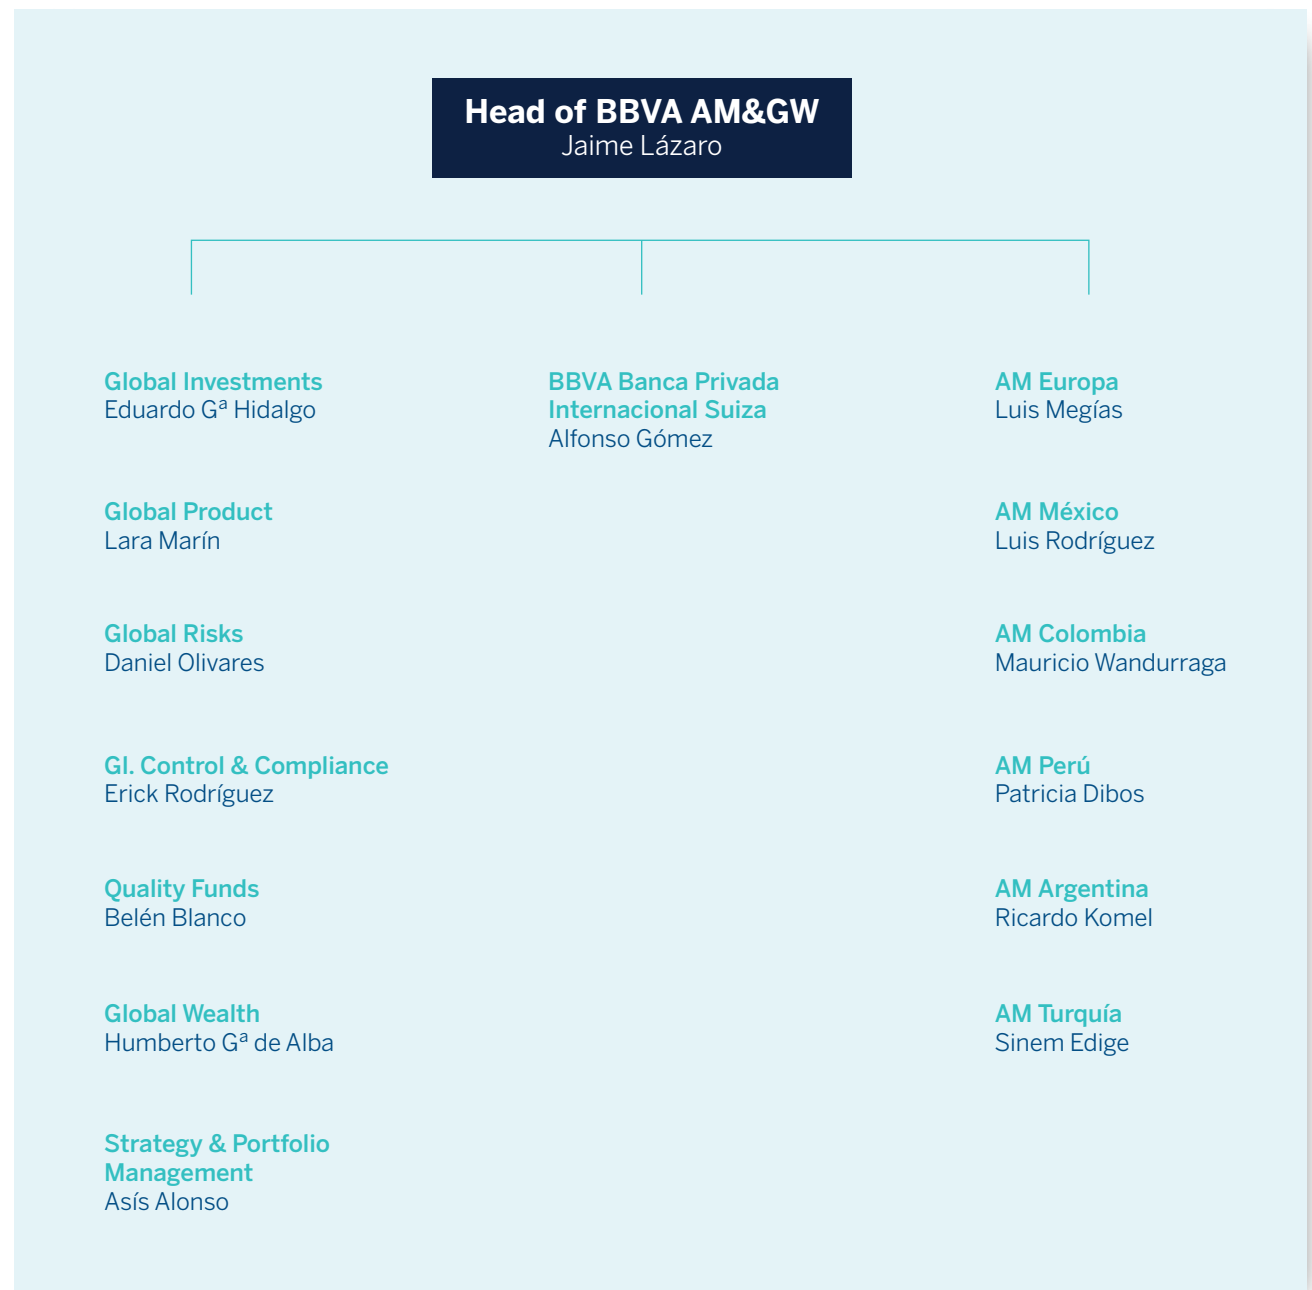 Head of BBVA AM&GW
Jaime Lázaro
Global Investments
Eduardo Gª Hidalgo
Global Product
Lara Marín
Global Risks
Daniel Olivares
Gl. Control & Compliance
Erick Rodríguez
Quality Funds
Belén Blanco
Global Wealth
Humberto Gª de Alba
Strategy & Portfolio
Management
Asís Alonso
BBVA Banca Privada
Internacional Suiza
Alfonso Gómez
AM Europa
Luis Megías
AM México
Luis Rodríguez
AM Colombia
Mauricio Wandurraga
AM Perú
Patricia Dibos
AM Argentina
Ricardo Komel
AM Turquía
Sinem Edige